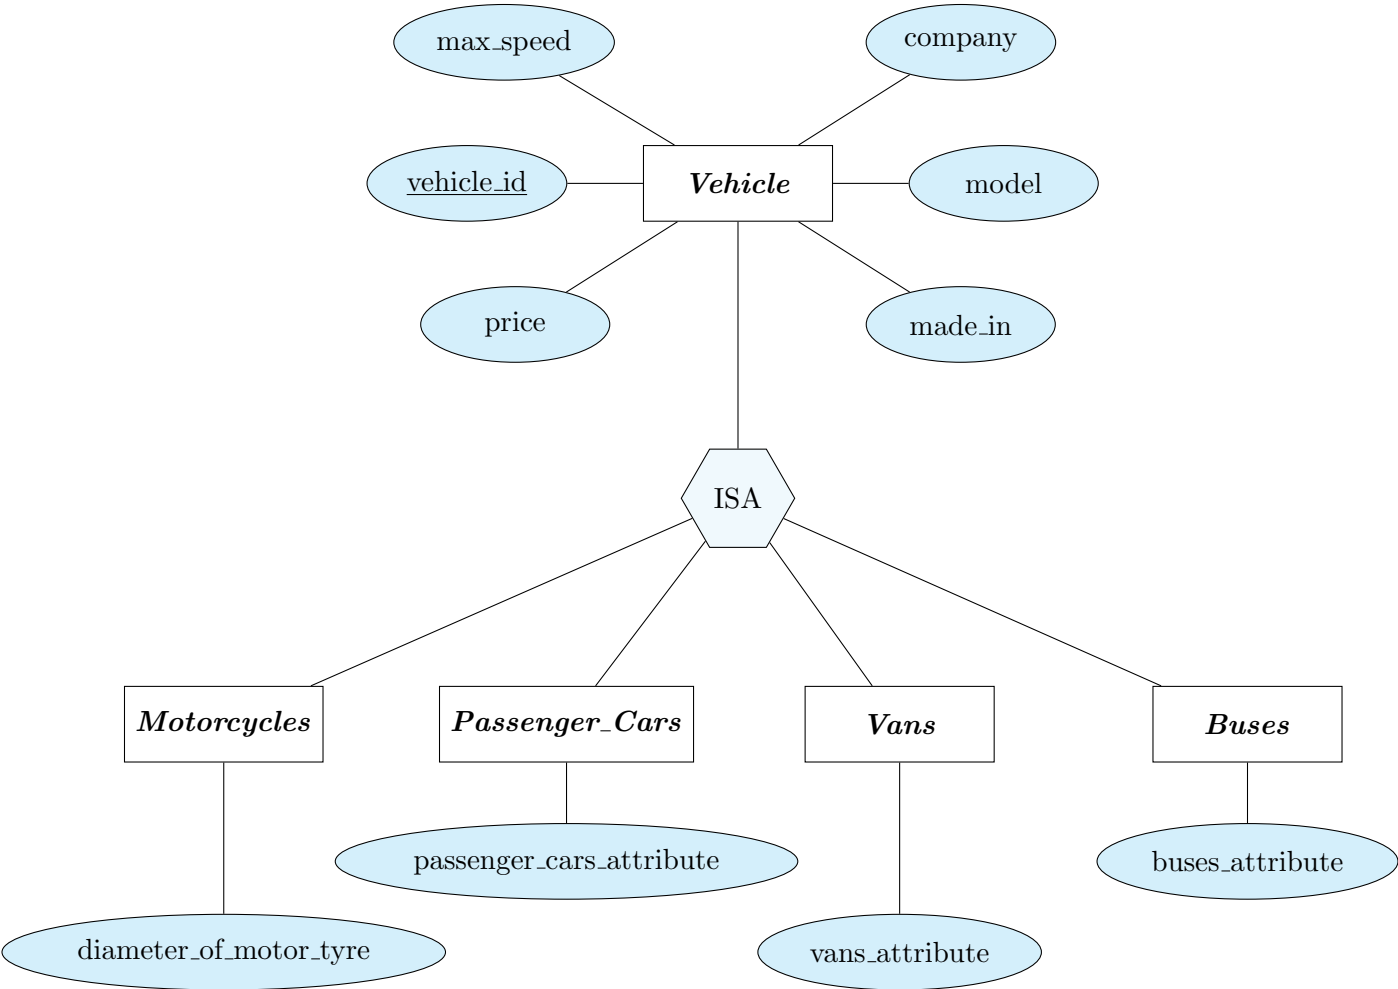 max_speed
company
vehicle_id
Vehicle
model
price
made_in
ISA
Motorcycles
Passenger_Cars
Vans
Buses
passenger_cars_attribute
buses_attribute
diameter_of_motor_tyre
vans_attribute